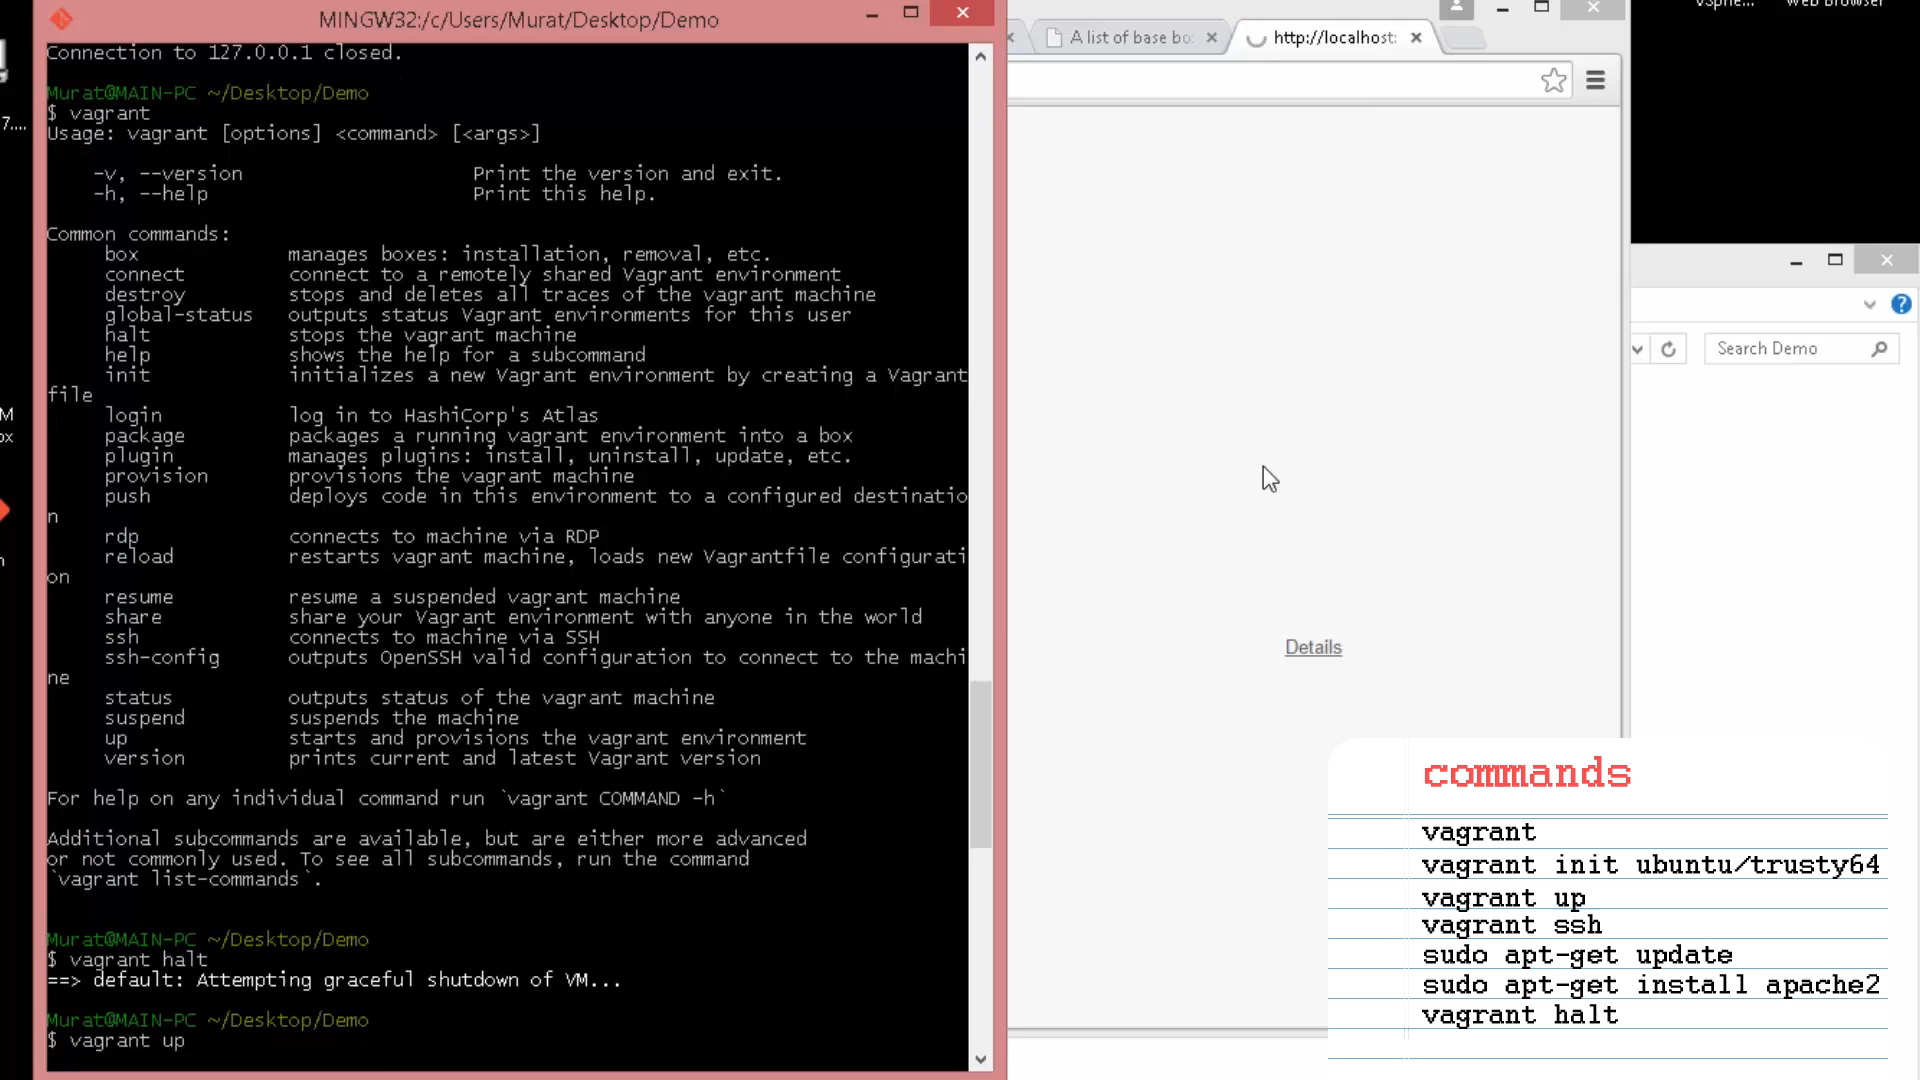 MINGW32:/c/Users/Murat/Desktop/Demo
Connection to 127.0.0.1 closed.
Murat@MAIN-PC ~/Desktop/Demo
$ vagrant
Usage: vagrant [options] <command> [<args>]
-v, --version Print the version and exit.
-h, --help Print this help.
Common commands:
box manages boxes: installation, removal, etc.
connect connect to a remotely shared Vagrant environment
destroy stops and deletes all traces of the vagrant machine
global-status outputs status Vagrant environments for this user
halt stops the vagrant machine
help shows the help for a subcommand
init initializes a new Vagrant environment by creating a Vagrant
file
login log in to HashiCorp's Atlas
package packages a running vagrant environment into a box
plugin manages plugins: install, uninstall, update, etc.
provision provisions the vagrant machine
push deploys code in this environment to a configured destinatio
n
rdp connects to machine via RDP
reload restarts vagrant machine, loads new Vagrantfile configurati
on
resume resume a suspended vagrant machine
share share your Vagrant environment with anyone in the world
ssh connects to machine via SSH
ssh-config outputs OpenSSH valid configuration to connect to the machi
ne
status outputs status of the vagrant machine
suspend suspends the machine
up starts and provisions the vagrant environment
version prints current and latest Vagrant version
For help on any individual command run `vagrant COMMAND -h`
Additional subcommands are available, but are either more advanced
or not commonly used. To see all subcommands, run the command
`vagrant list-commands`.
Murat@MAIN-PC ~/Desktop/Demo
$ vagrant halt
==> default: Attempting graceful shutdown of VM...
Murat@MAIN-PC ~/Desktop/Demo
$ vagrant up
7....
A list of base bo
http://localhost:
Details
Web Browser
Search Demo
commands
vagrant
vagrant init ubuntu/trusty64
vagrant up
vagrant ssh
sudo apt-get update
sudo apt-get install apache2
vagrant halt